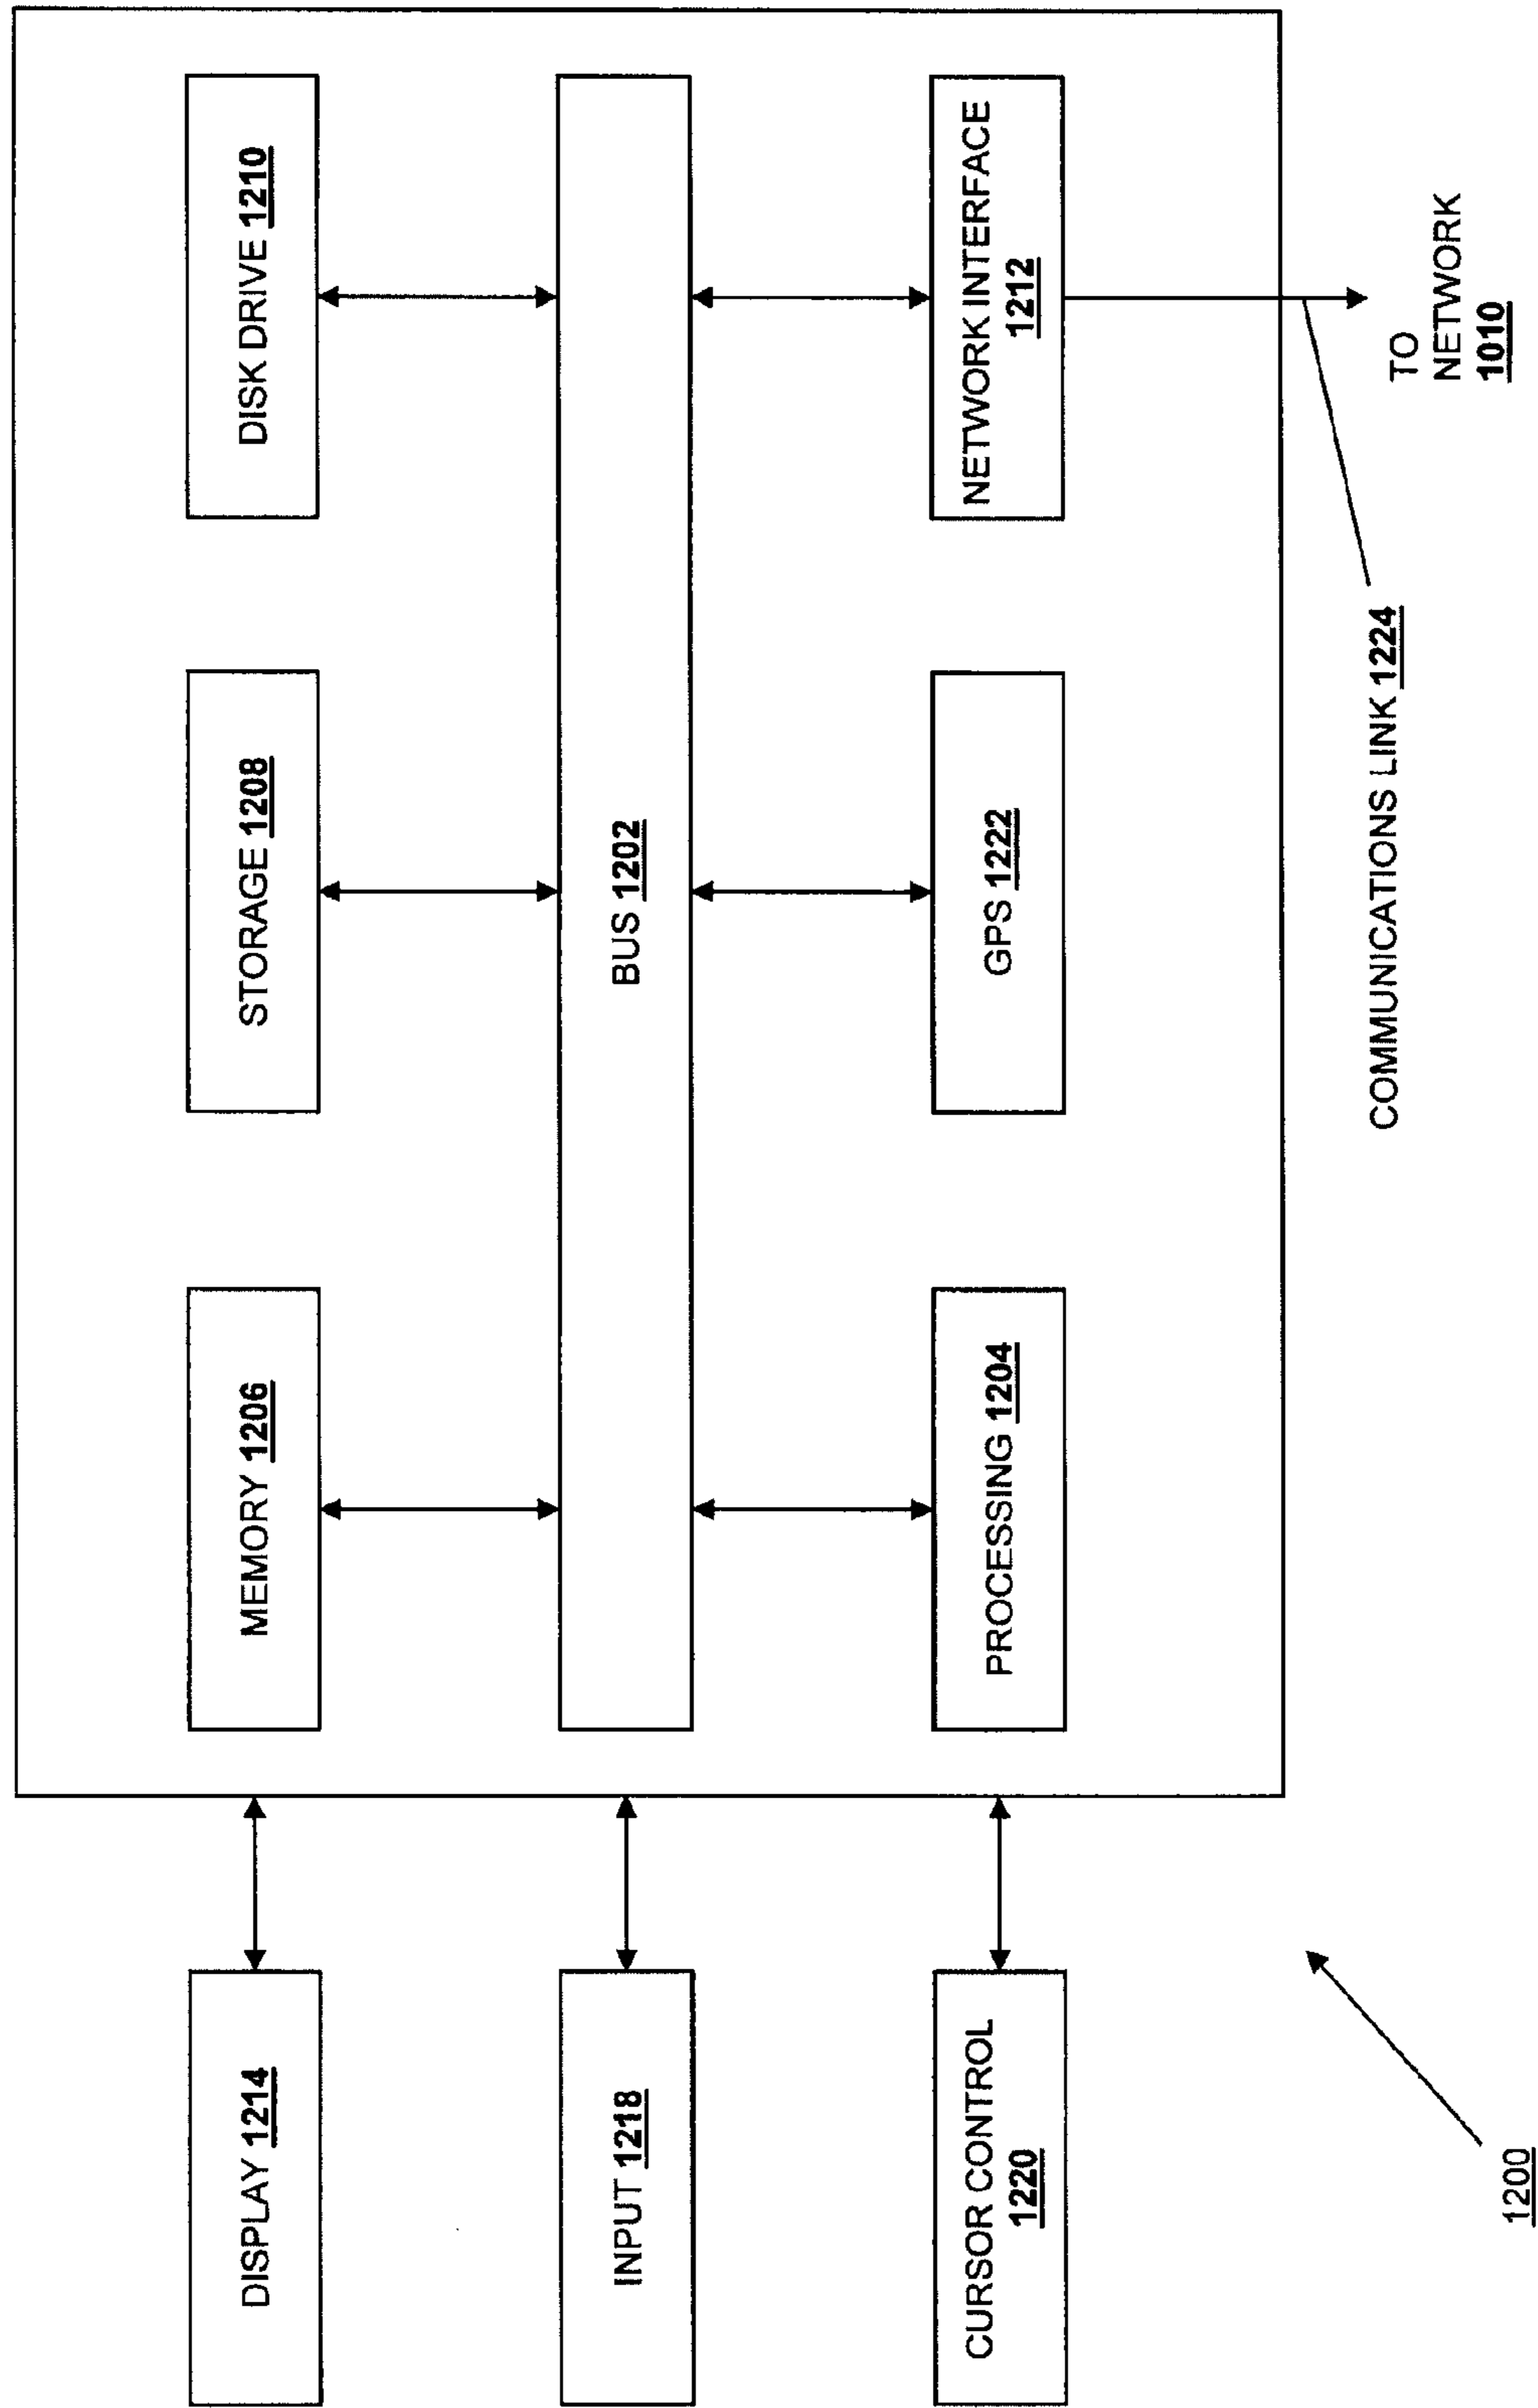 DISPLAY 1214
MEMORY 1206
STORAGE 1208
DISK DRIVE 1210
INPUT 1218
BUS 1202
CURSOR CONTROL
1220
PROCESSING 1204
GPS 1222
NETWORK INTERFACE
1212
COMMUNICATIONS LINK 1224
TO
NETWORK
1010
1200